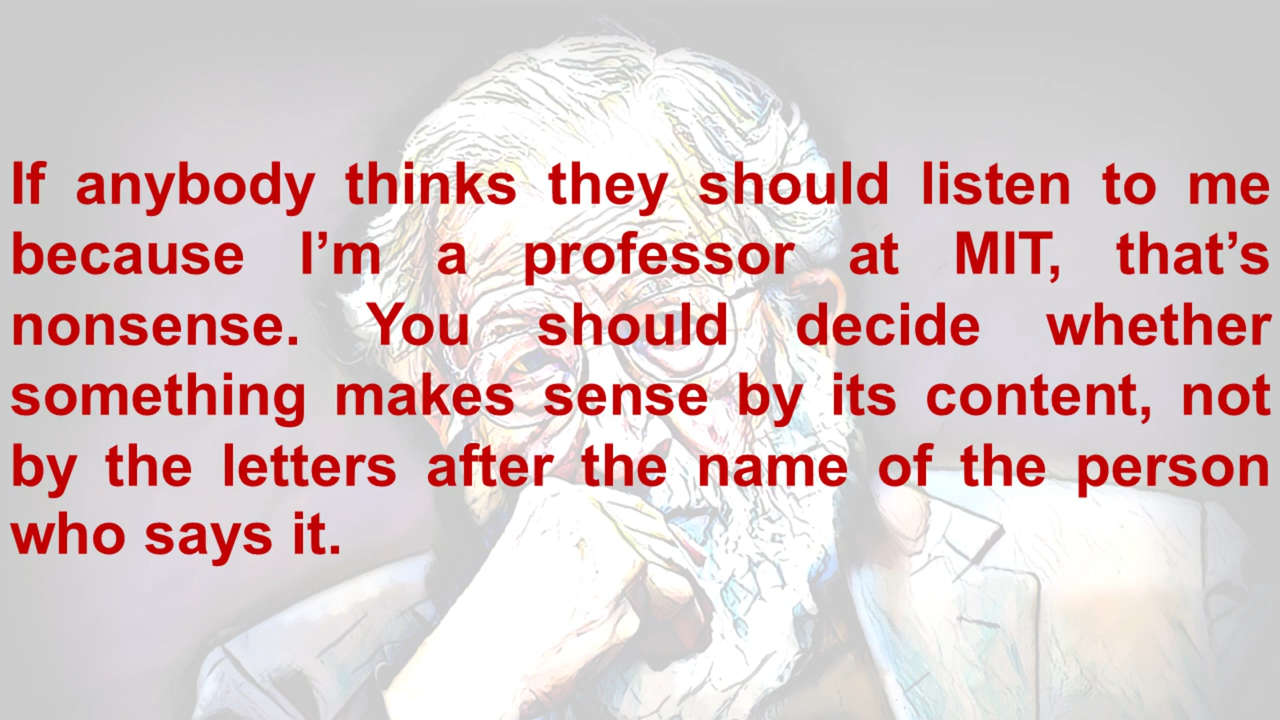 If anybody thinks they should listen to me
because I’m a professor at MIT, that’s
nonsense. You should decide whether
something makes sense by its content, not
by the letters after the name of the person
who says it.